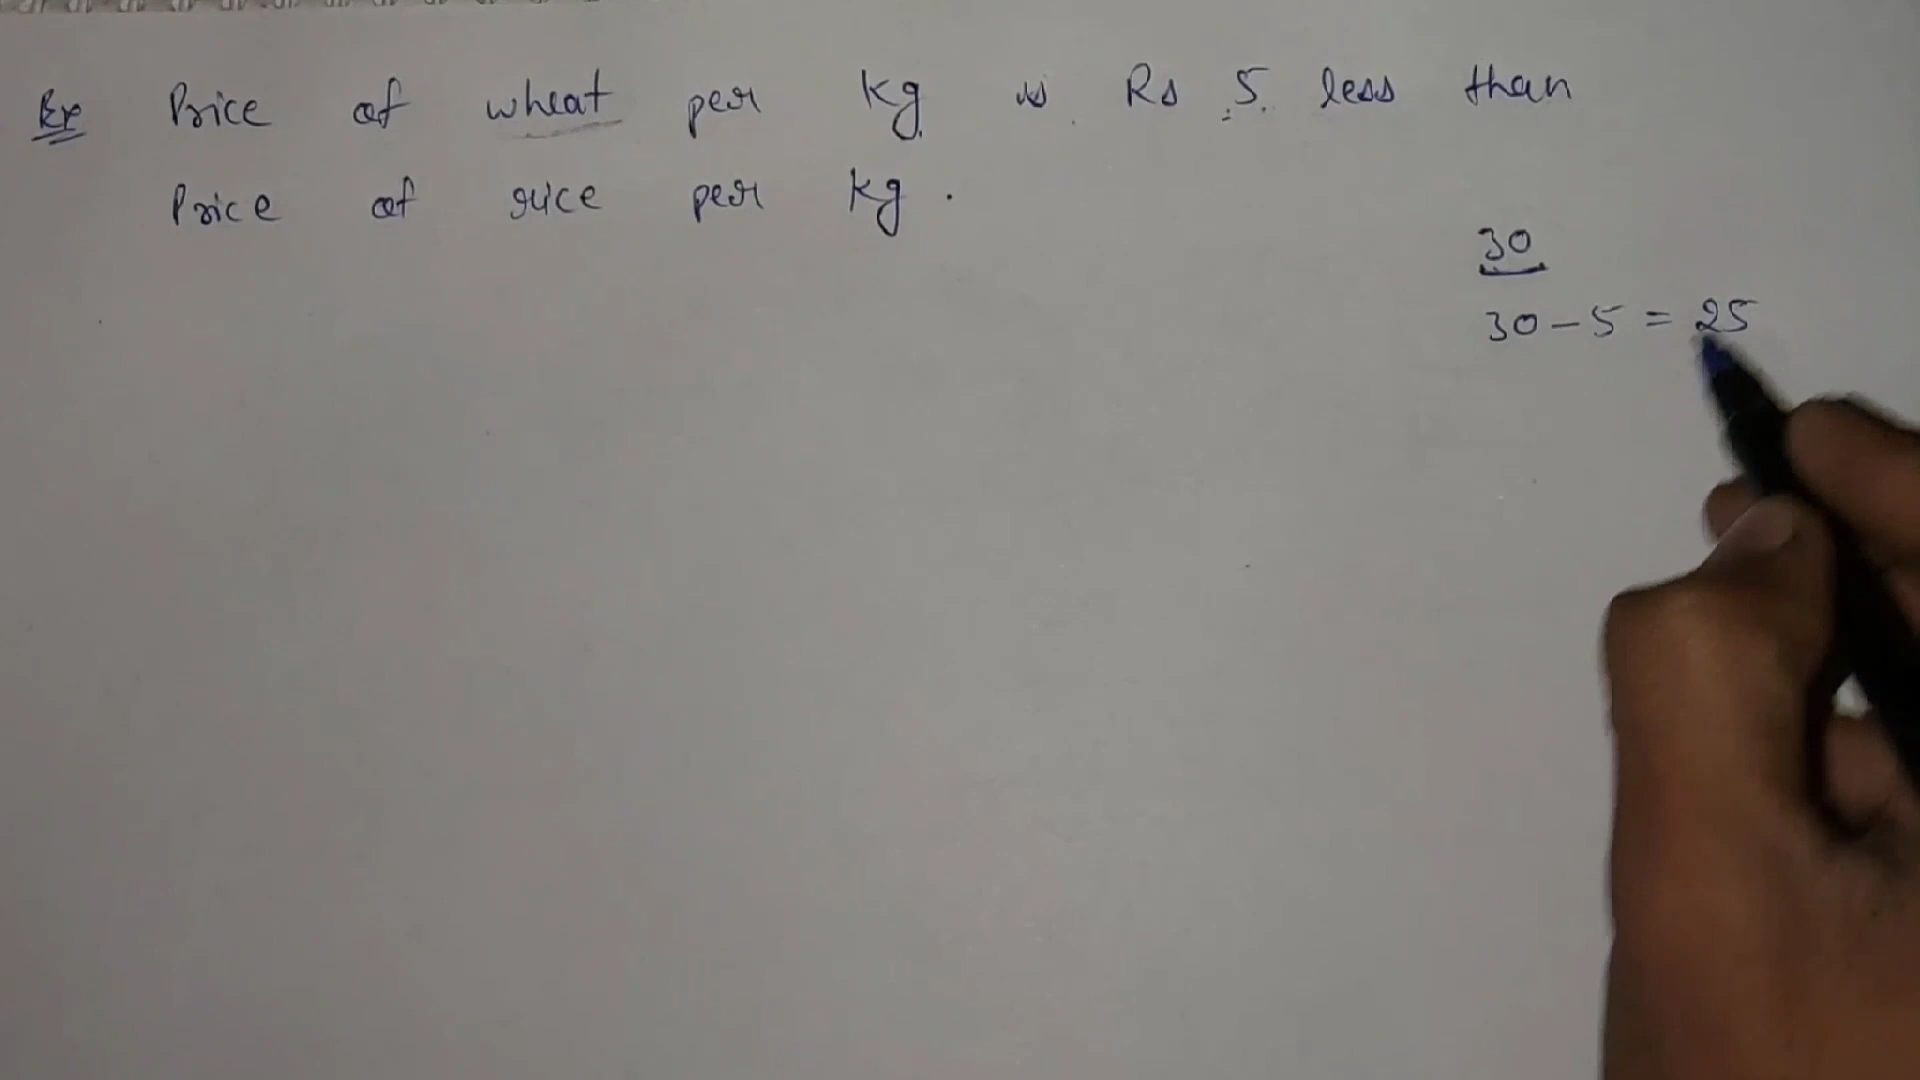 Ex Price of wheat per kg is Rs 5 less than
Price of rice per kg.
30
30 - 5 = 25